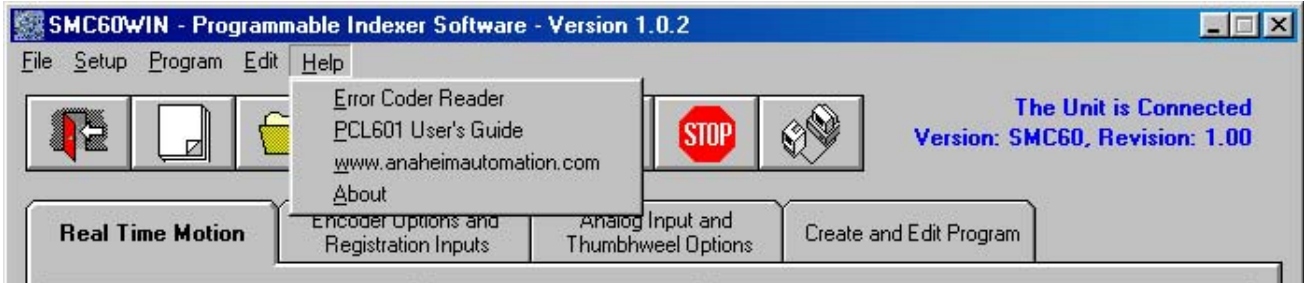 SMC60WIN - Programmable Indexer Software - Version 1.0.2
File Setup Program Edit Help
Error Coder Reader
PCL601 User's Guide
www.anaheimautomation.com
About
STOP
The Unit is Connected
Version: SMC60, Revision: 1.00
Real Time Motion
Encoder Options and
Registration Inputs
Analog Input and
Thumbhweel Options
Create and Edit Program